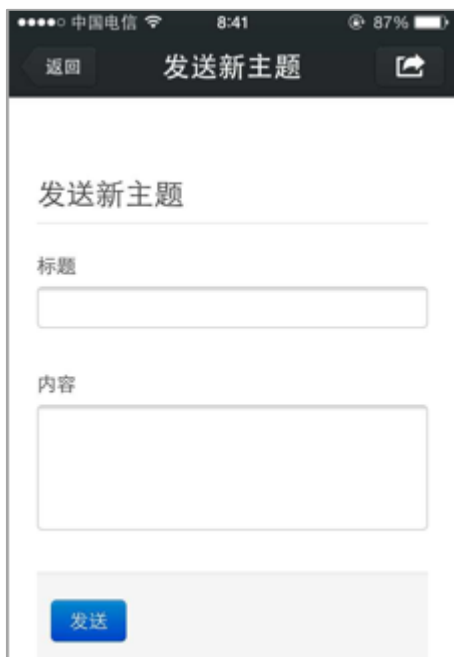 中国电信 8:41 87%
返回 发送新主题
发送新主题
标题
内容
发送